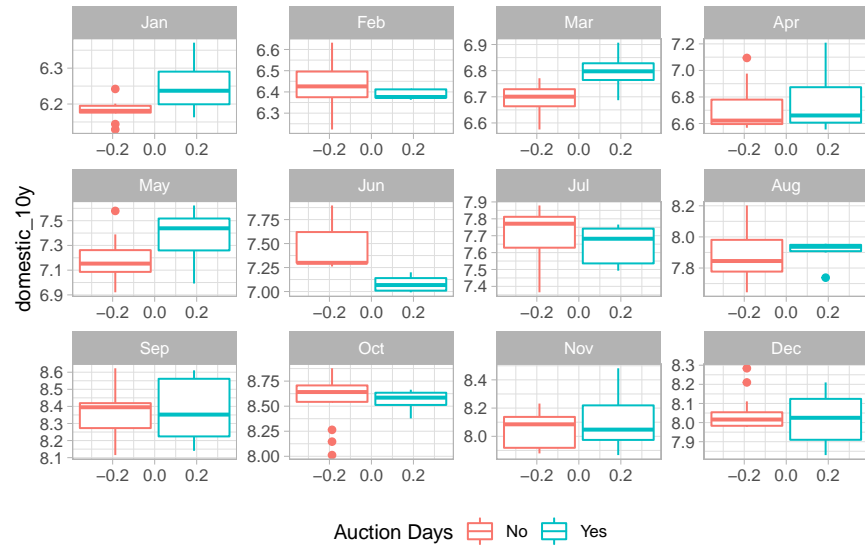 Jan Feb Mar Apr
6.3 6.2
6.6 6.5 6.4 6.3
6.9 6.8 6.7 6.6
7.2 7.0 6.8 6.6
−0.2 0.0 0.2 −0.2 0.0 0.2 −0.2 0.0 0.2 −0.2 0.0 0.2
domestic_10y
May Jun Jul Aug
7.5 7.3 7.1 6.9
7.75 7.50 7.25 7.00
7.9 7.8 7.7 7.6 7.5 7.4
8.2 8.0 7.8
−0.2 0.0 0.2 −0.2 0.0 0.2 −0.2 0.0 0.2 −0.2 0.0 0.2
Sep Oct Nov Dec
8.6 8.5 8.4 8.3 8.2 8.1
8.75 8.50 8.25 8.00
8.4 8.2 8.0
8.3 8.2 8.1 8.0 7.9
−0.2 0.0 0.2 −0.2 0.0 0.2 −0.2 0.0 0.2 −0.2 0.0 0.2
Auction Days No Yes